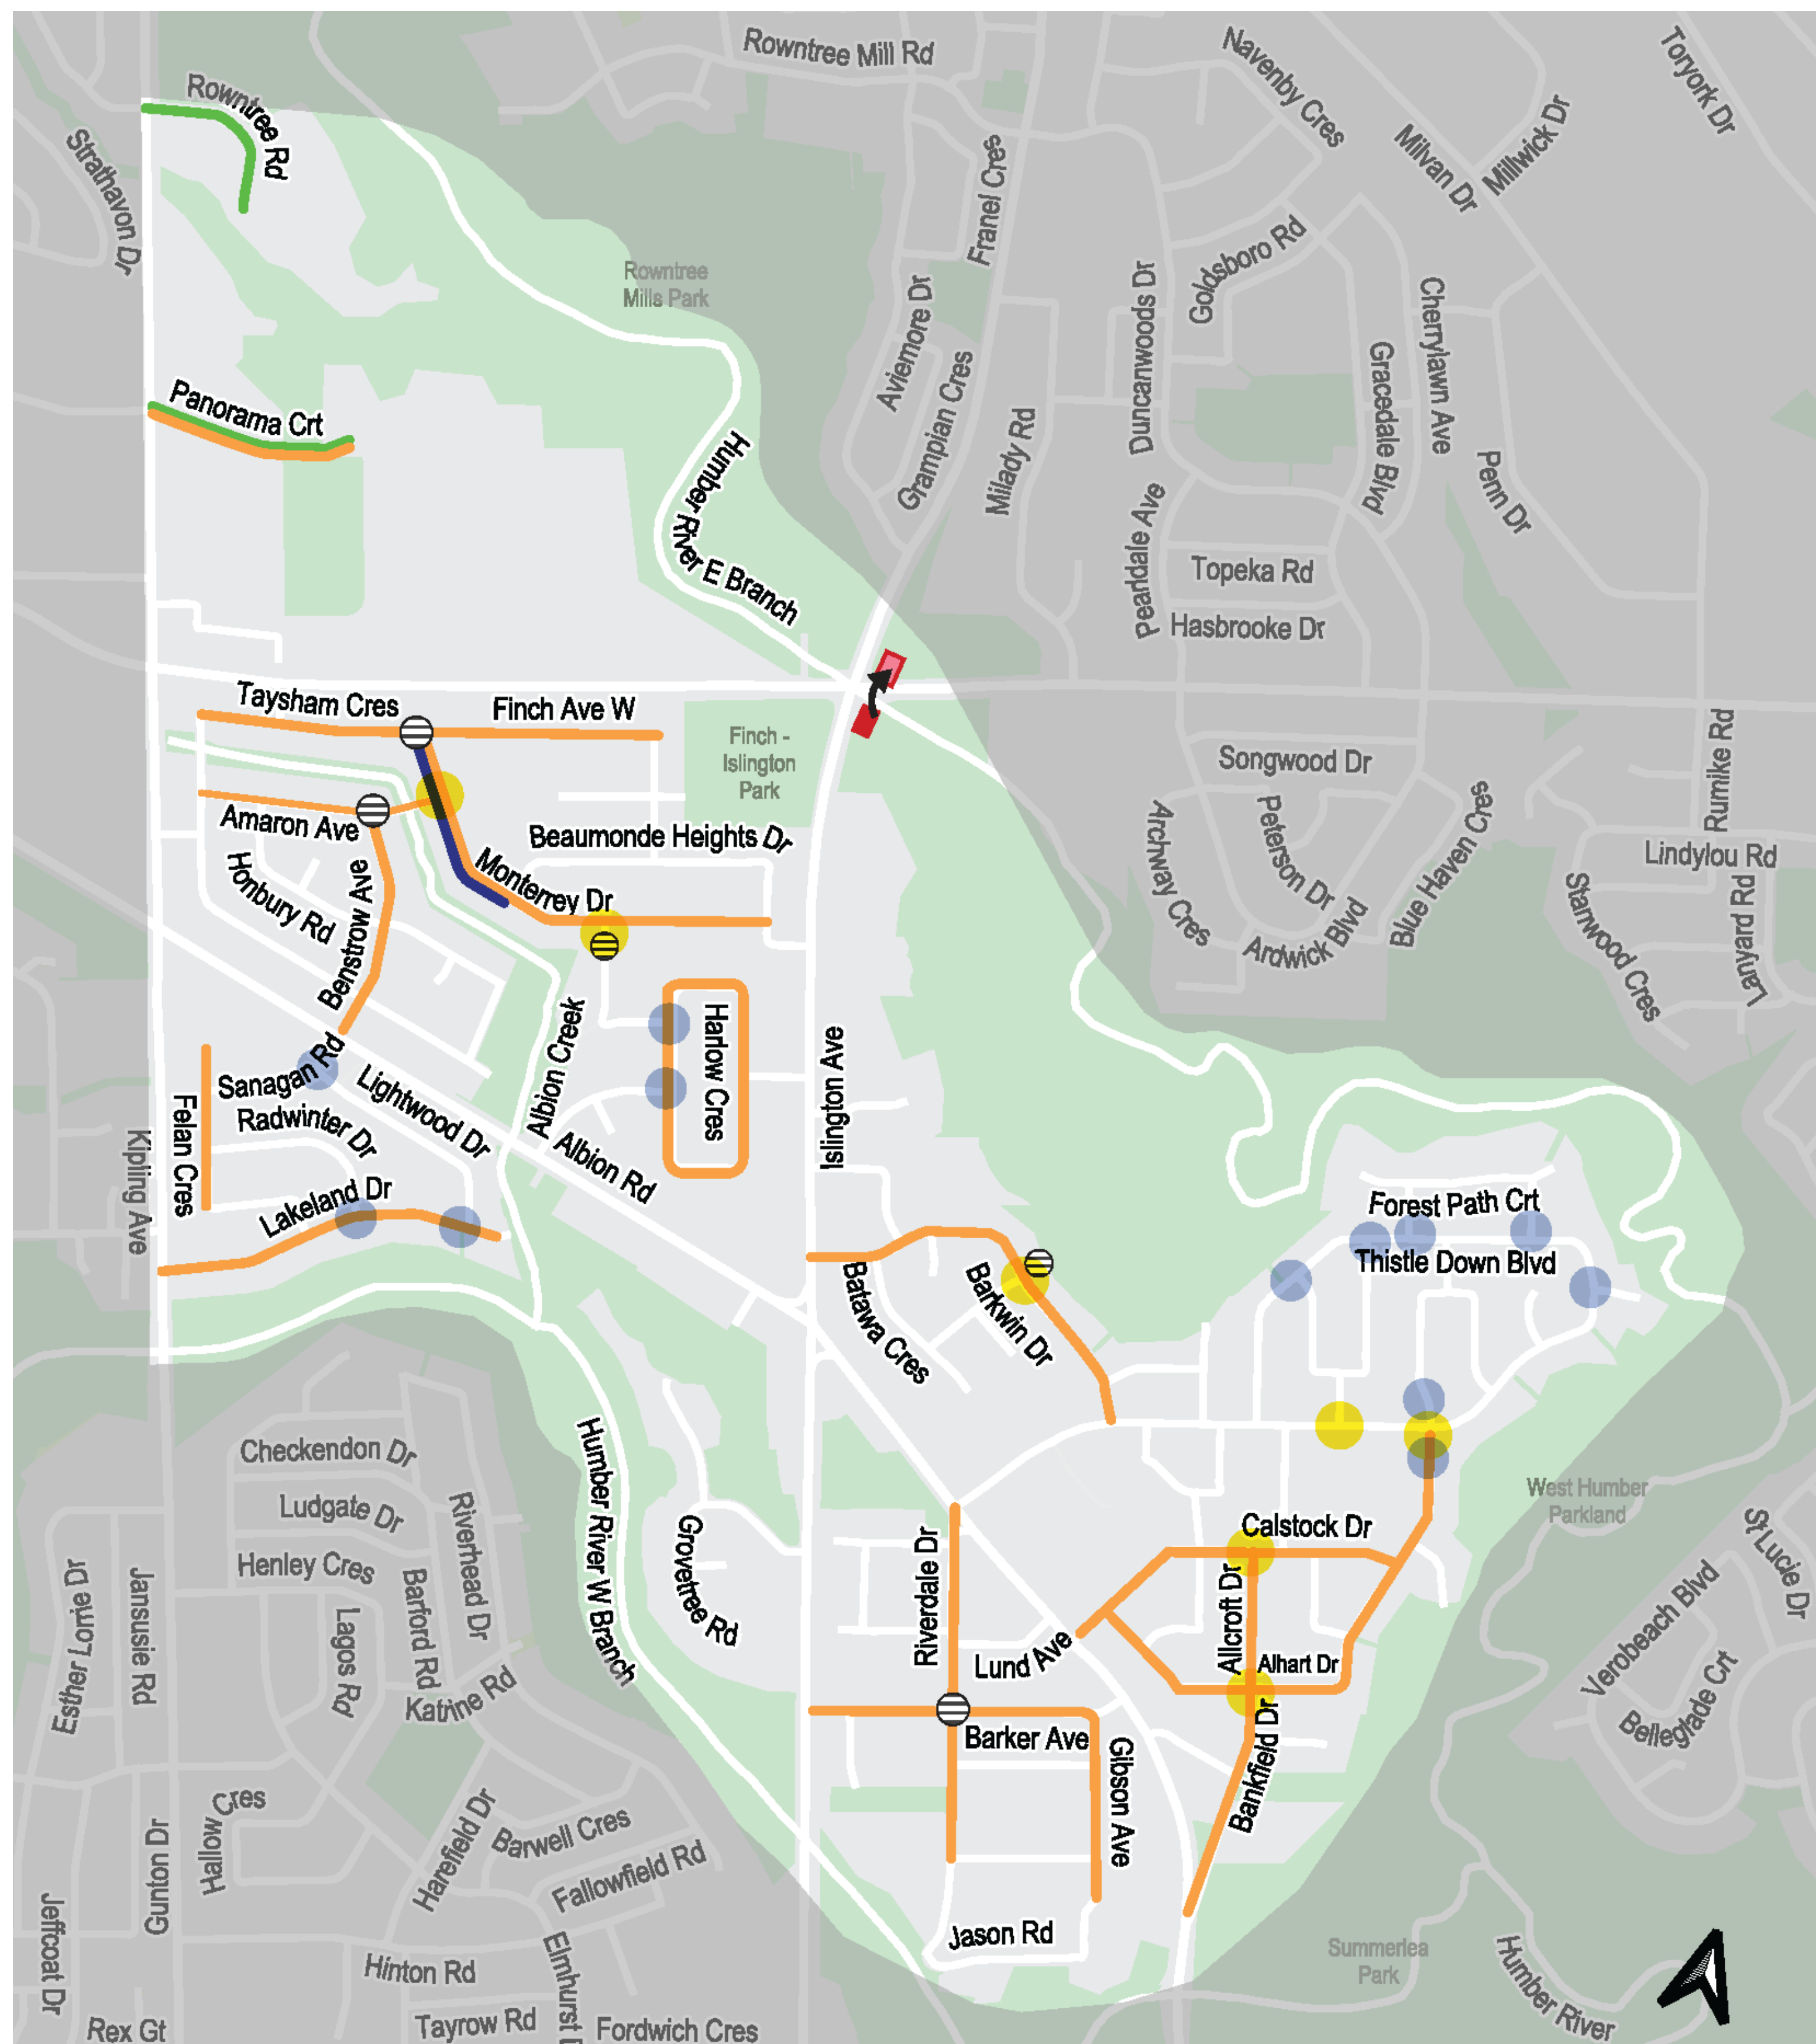 Rowntree Mill Rd
Navenby Cres
Toryork Dr
Rowntree Rd
Strathavon Dr
Milvan Dr
Millwick Dr
Franel Cres
Rowntree
Mills Park
Goldsboro Rd
Aviemore Dr
Duncanwoods Dr
Cherrylawn Ave
Gracedale Blvd
Grampian Cres
Panorama Crt
Milady Rd
Penn Dr
Humber River E Branch
Pearldale Ave
Topeka Rd
Hasbrooke Dr
Taysham Cres
Finch Ave W
Finch -
Islington
Park
Songwood Dr
Rumike Rd
Amaron Ave
Beaumonde Heights Dr
Archway Cres
Peterson Dr
Blue Haven Cres
Lindylou Rd
Honbury Rd
Benstrow Ave
Monterrey Dr
Ardwick Blvd
Stanwood Cres
Lanyard Rd
Albion Creek
Harlow Cres
Islington Ave
Sanagan Rd
Radwinter Dr
Lightwood Dr
Felan Cres
Kipling Ave
Albion Rd
Lakeland Dr
Forest Path Crt
Thistle Down Blvd
Batawa Cres
Barkwin Dr
Checkendon Dr
Ludgate Dr
Riverhead Dr
Humber River W Branch
West Humber
Parkland
Henley Cres
Esther Lorrie Dr
Jansusie Rd
Lagos Rd
Barford Rd
Katrine Rd
Grovetree Rd
Riverdale Dr
Calstock Dr
Allcroft Dr
Lund Ave
Alhart Dr
St Lucie Dr
Verobeach Blvd
Belleglade Crt
Barker Ave
Gibson Ave
Bankfield Dr
Hallow Cres
Gunton Dr
Harefield Dr
Barwell Cres
Fallowfield Rd
Jeffcoat Dr
Jason Rd
Summerlea
Park
Humber River
Hinton Rd
Elmhurst
Rex Gt
Tayrow Rd
Fordwich Cres